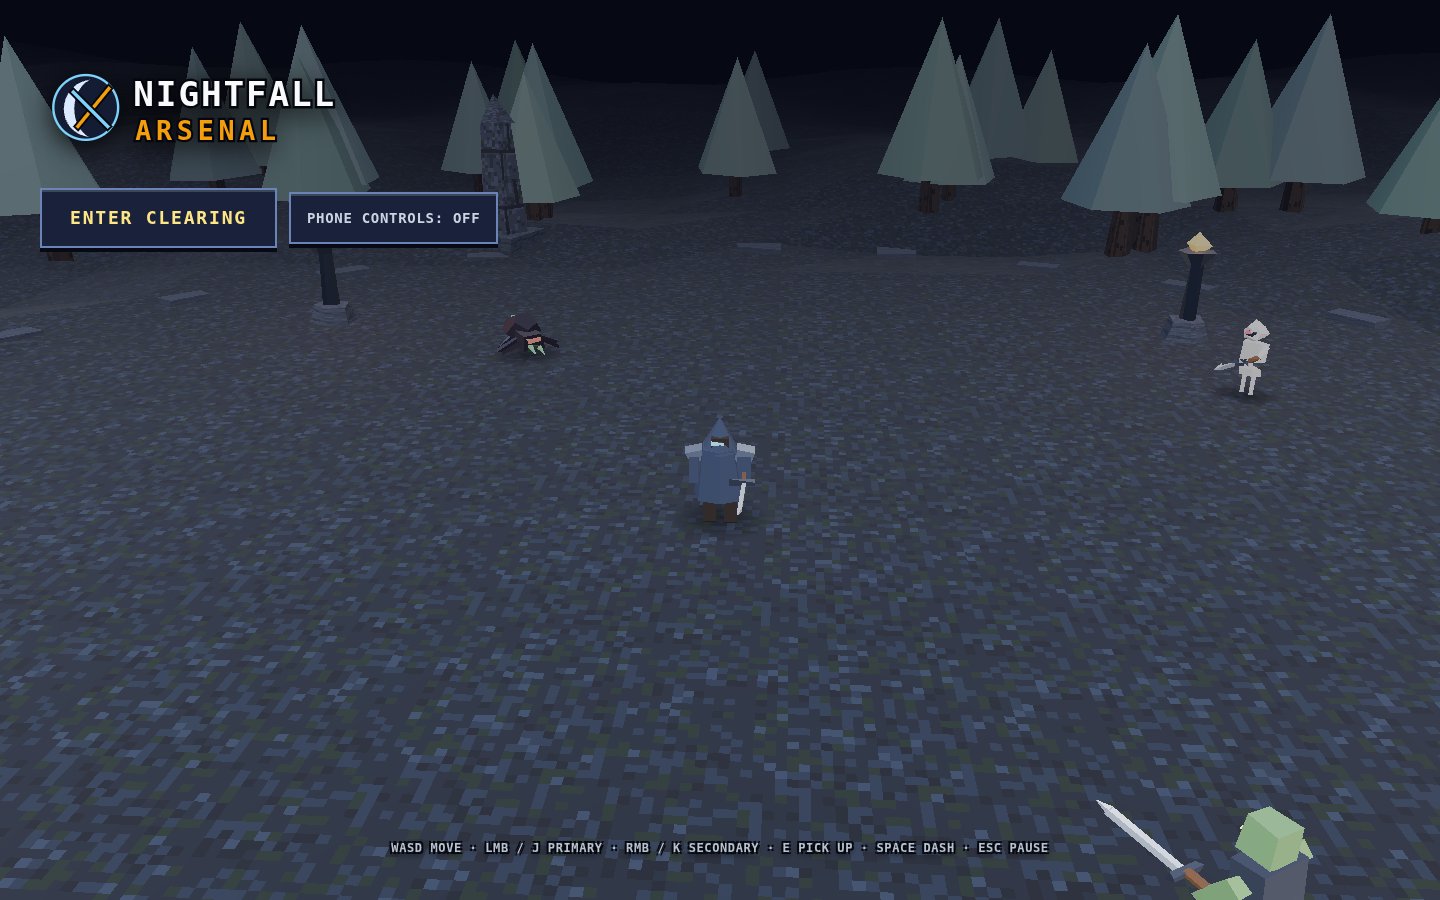 NIGHTFALL
ARSENAL
ENTER CLEARING
PHONE CONTROLS: OFF
WASD MOVE · LMB / J PRIMARY · RMB / K SECONDARY · E PICK UP · SPACE DASH · ESC PAUSE